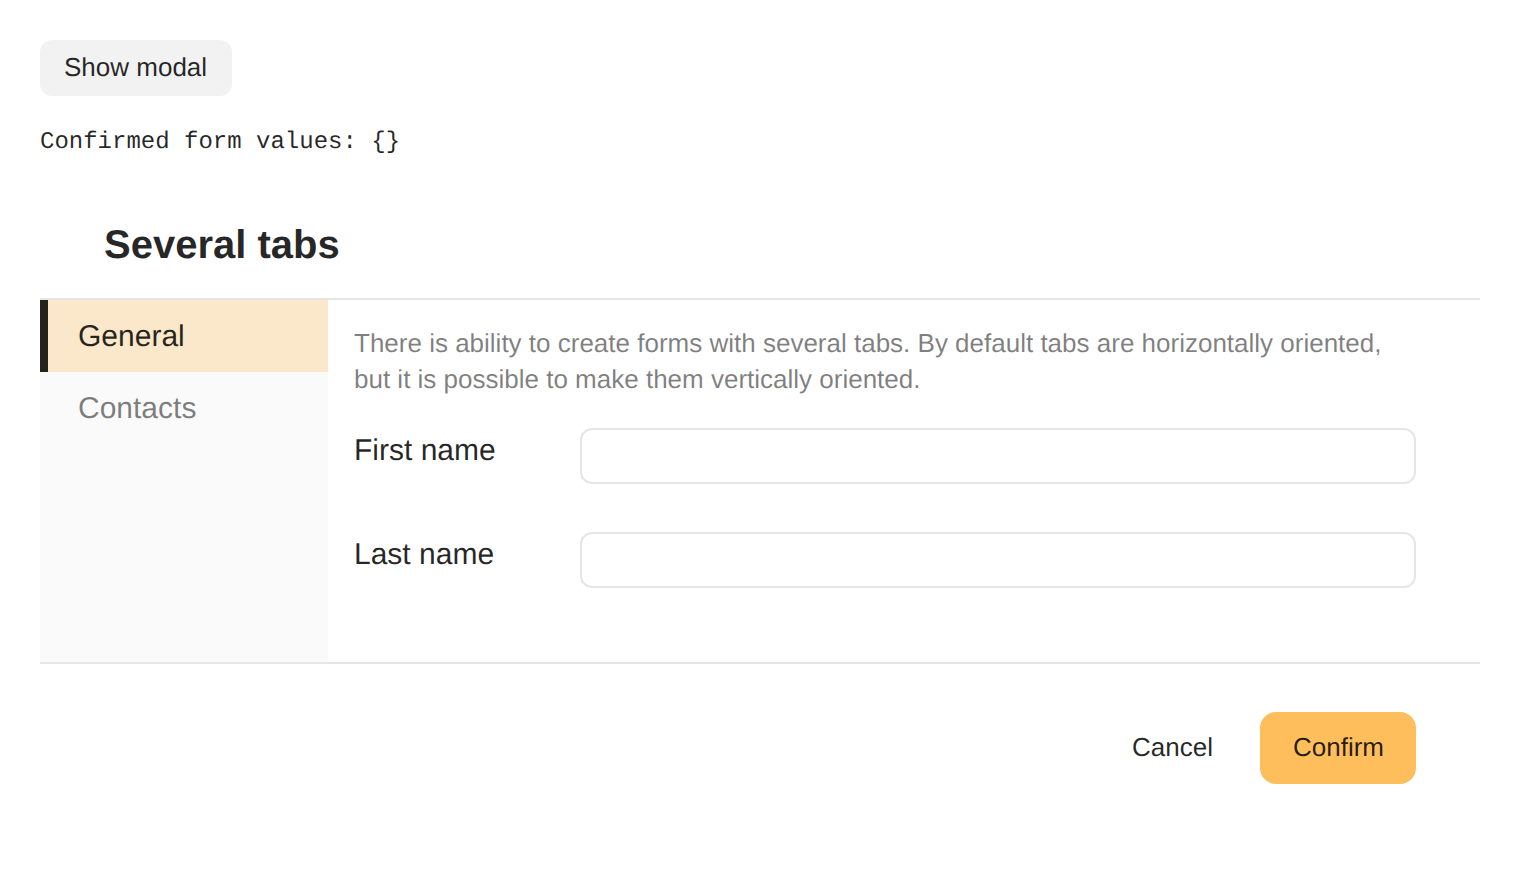 Show modal
Confirmed form values: {}
Several tabs
General
Contacts
There is ability to create forms with several tabs. By default tabs are horizontally oriented,
but it is possible to make them vertically oriented.
First name
Last name
Cancel
Confirm